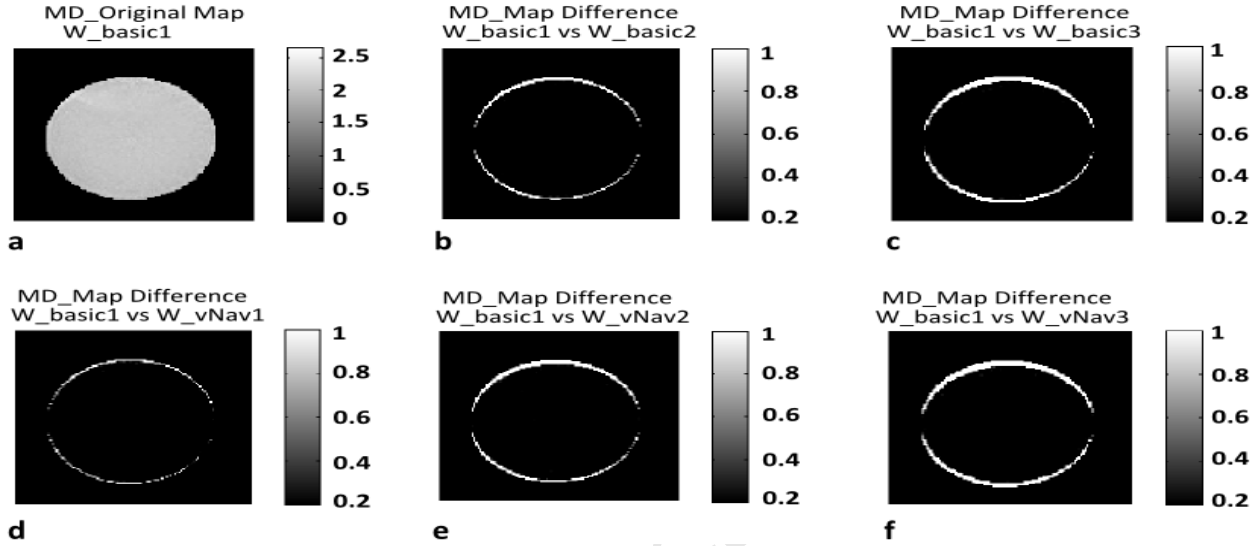 MD_Original Map
W_basic1
2.5
2
1.5
1
0.5
0
a
MD_Map Difference
W_basic1 vs W_basic2
1
0.8
0.6
0.4
0.2
b
MD_Map Difference
W_basic1 vs W_basic3
1
0.8
0.6
0.4
0.2
c
MD_Map Difference
W_basic1 vs W_vNav1
1
0.8
0.6
0.4
0.2
d
MD_Map Difference
W_basic1 vs W_vNav2
1
0.8
0.6
0.4
0.2
e
MD_Map Difference
W_basic1 vs W_vNav3
1
0.8
0.6
0.4
0.2
f